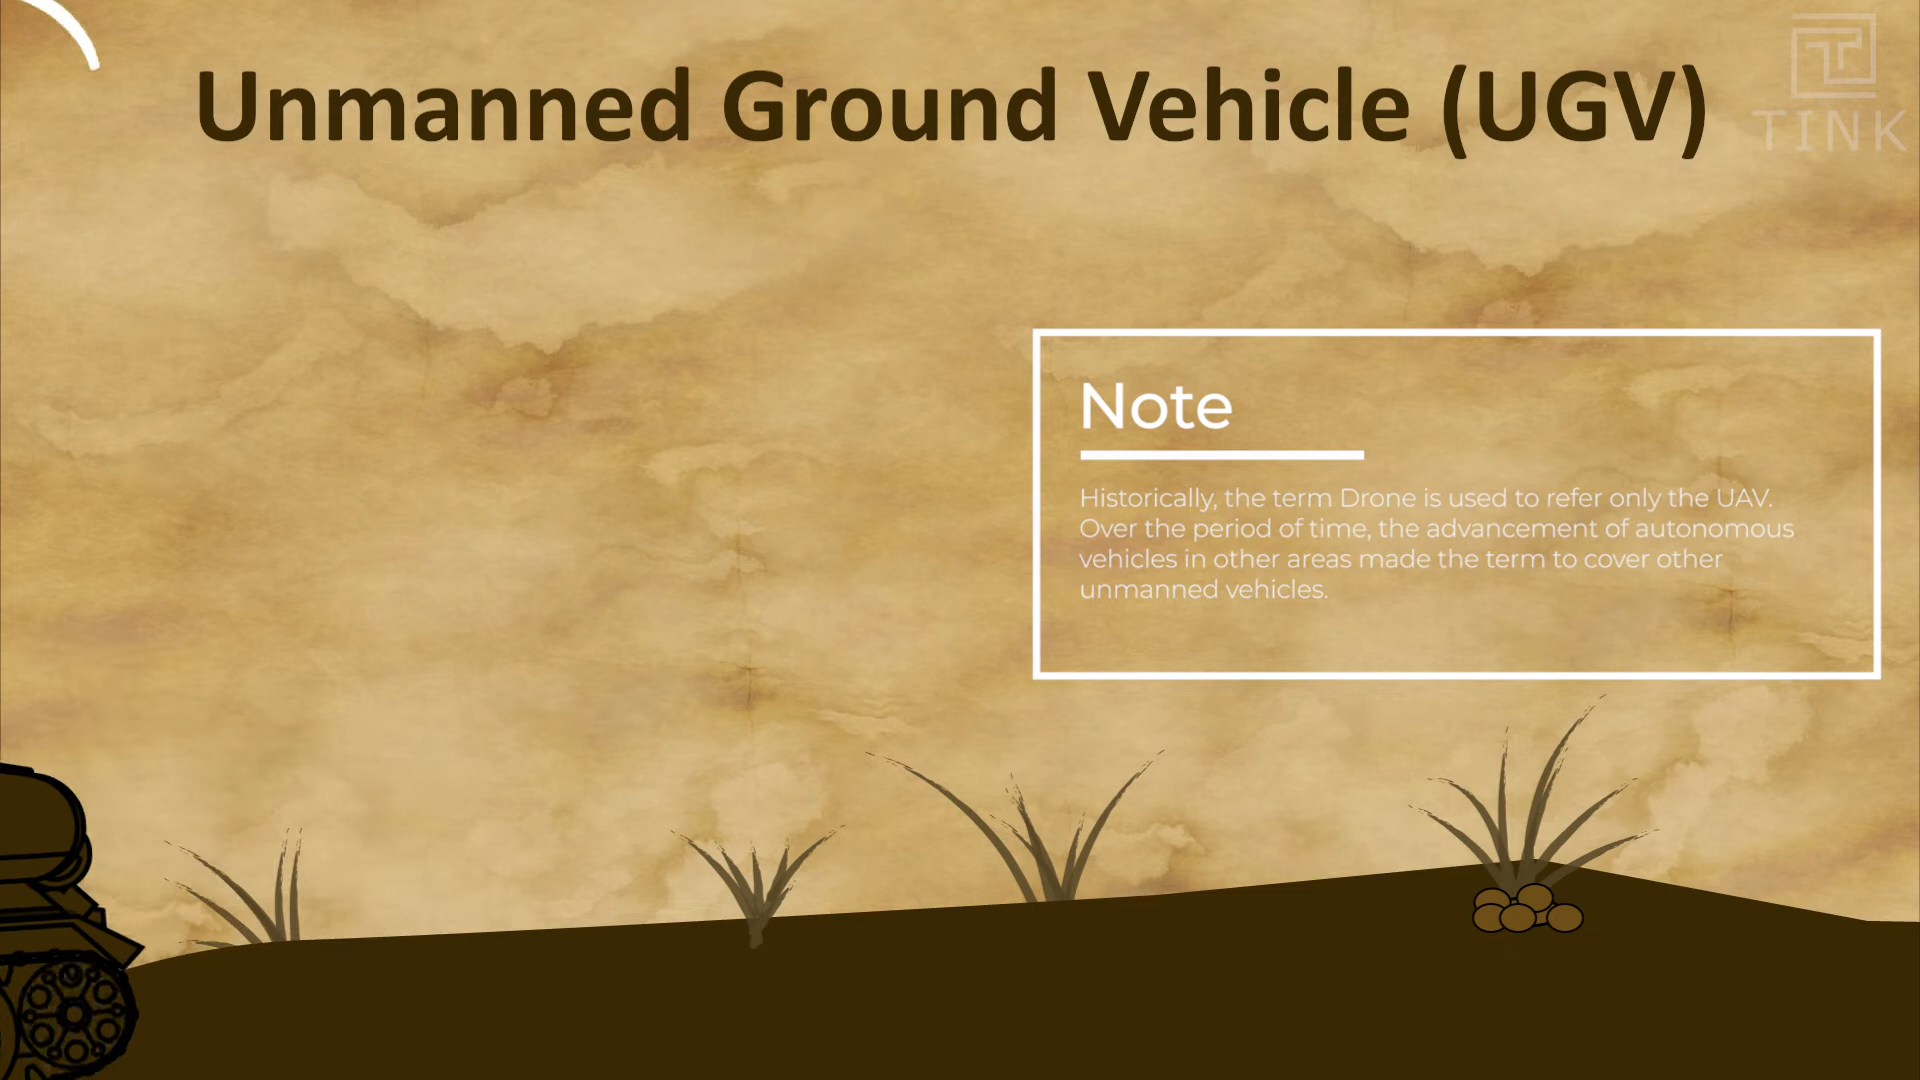 Unmanned Ground Vehicle (UGV)
TINK
Note
Historically, the term Drone is used to refer only the UAV.
Over the period of time, the advancement of autonomous
vehicles in other areas made the term to cover other
unmanned vehicles.